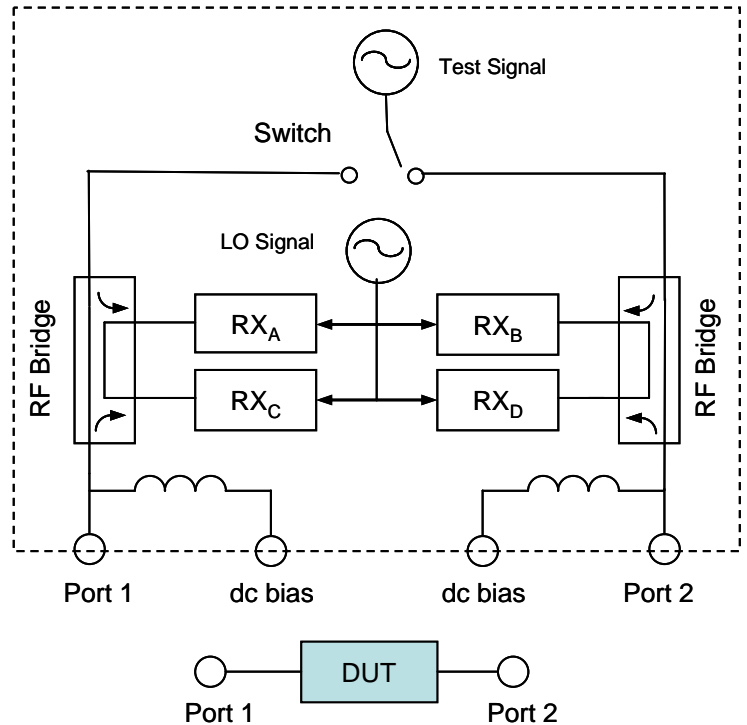 Test Signal
Switch
LO Signal
RF Bridge
RXA
RXB
RF Bridge
RXC
RXD
Port 1
dc bias
dc bias
Port 2
DUT
Port 1
Port 2